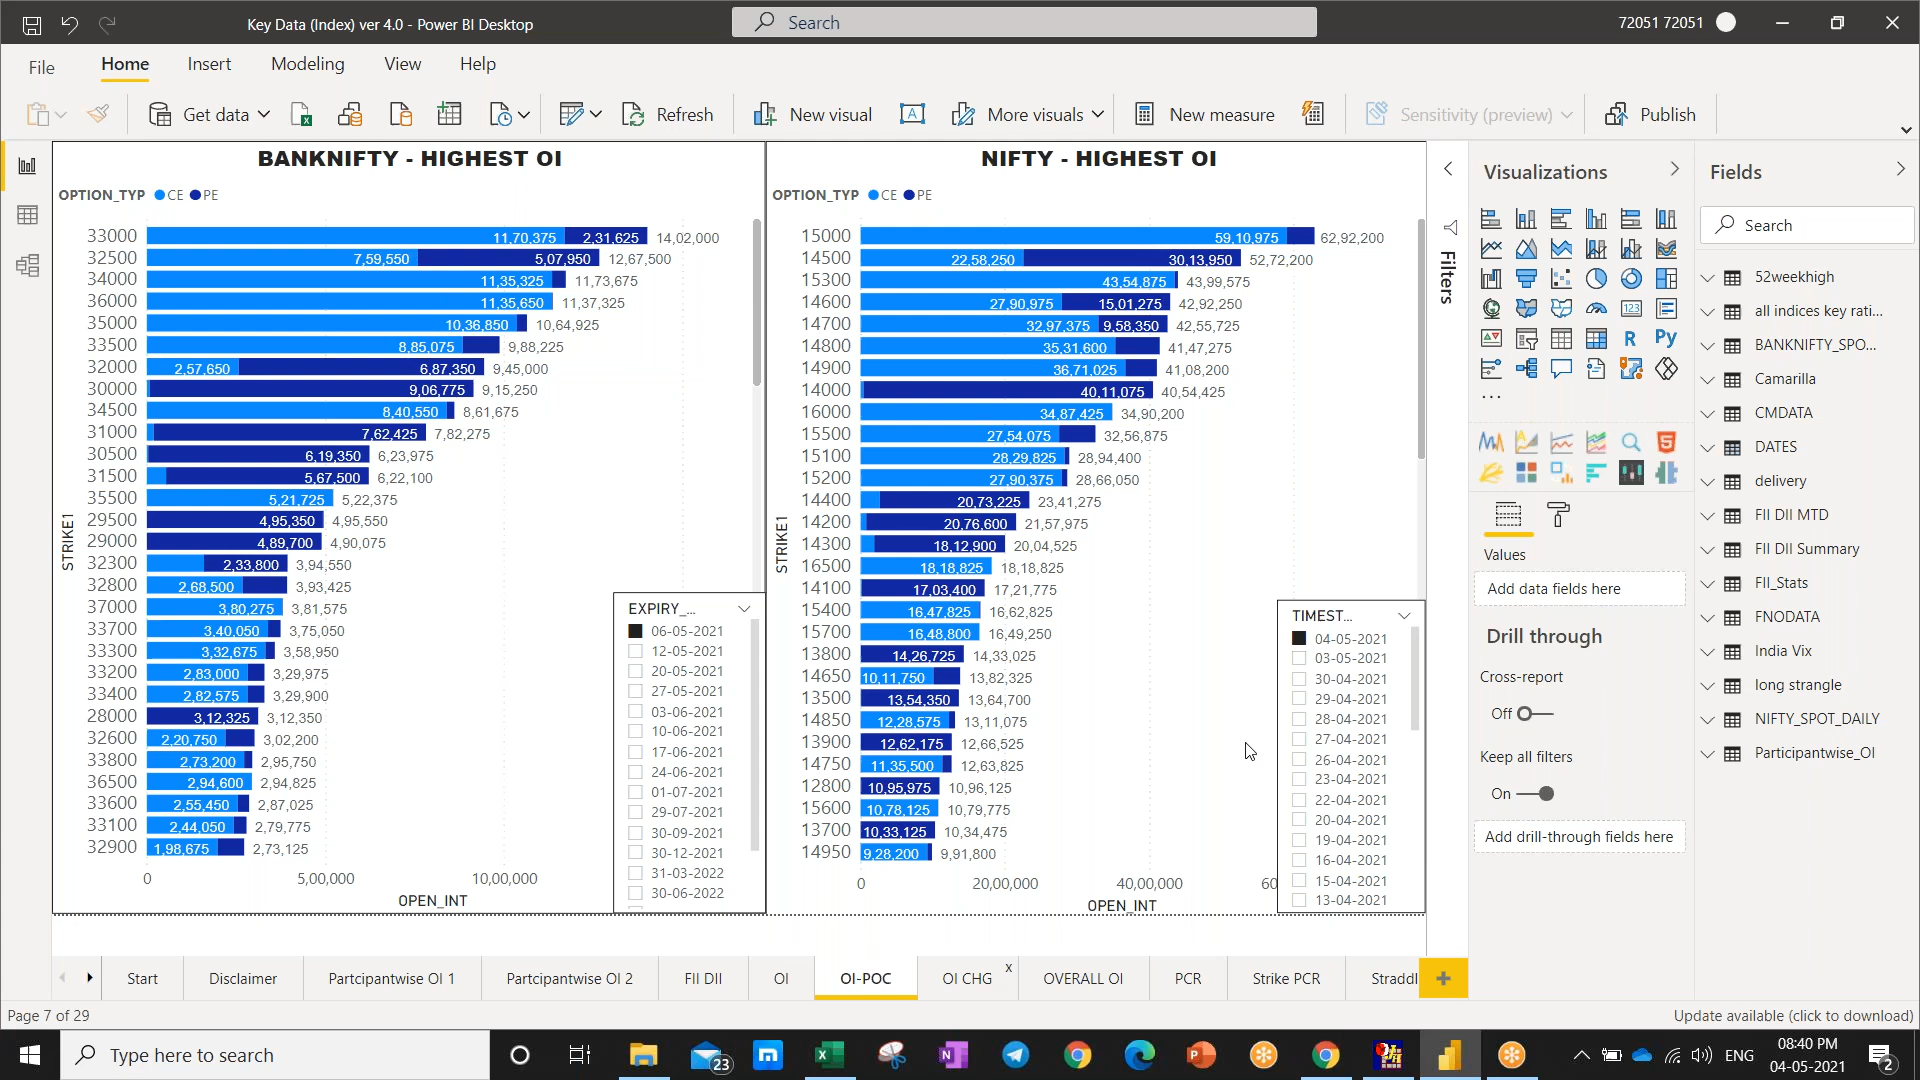 Key Data (Index) ver 4.0 - Power BI Desktop
Search
72051 72051
File
Home
Insert
Modeling
View
Help
Get data
Refresh
New visual
More visuals
New measure
Sensitivity (preview)
Publish
BANKNIFTY - HIGHEST OI
OPTION_TYP CE PE
STRIKE1
33000 11,70,375 2,31,625 14,02,000
32500 7,59,550 5,07,950 12,67,500
34000 11,35,325 11,73,675
36000 11,35,650 11,37,325
35000 10,36,850 10,64,925
33500 8,85,075 9,88,225
32000 2,57,650 6,87,350 9,45,000
30000 9,06,775 9,15,250
34500 8,40,550 8,61,675
31000 7,62,425 7,82,275
30500 6,19,350 6,23,975
31500 5,67,500 6,22,100
35500 5,21,725 5,22,375
29500 4,95,350 4,95,550
29000 4,89,700 4,90,075
32300 2,33,800 3,94,550
32800 2,68,500 3,93,425
37000 3,80,275 3,81,575
33700 3,40,050 3,75,050
33300 3,32,675 3,58,950
33200 2,83,000 3,29,975
33400 2,82,575 3,29,900
28000 3,12,325 3,12,350
32600 2,20,750 3,02,200
33800 2,73,200 2,95,750
36500 2,94,600 2,94,825
33600 2,55,450 2,87,025
33100 2,44,050 2,79,775
32900 1,98,675 2,73,125
0 5,00,000 10,00,000
OPEN_INT
EXPIRY_...
06-05-2021
12-05-2021
20-05-2021
27-05-2021
03-06-2021
10-06-2021
17-06-2021
24-06-2021
01-07-2021
29-07-2021
30-09-2021
30-12-2021
31-03-2022
30-06-2022
NIFTY - HIGHEST OI
OPTION_TYP CE PE
STRIKE1
15000 59,10,975 62,92,200
14500 22,58,250 30,13,950 52,72,200
15300 43,54,875 43,99,575
14600 27,90,975 15,01,275 42,92,250
14700 32,97,375 9,58,350 42,55,725
14800 35,31,600 41,47,275
14900 36,71,025 41,08,200
14000 40,11,075 40,54,425
16000 34,87,425 34,90,200
15500 27,54,075 32,56,875
15100 28,29,825 28,94,400
15200 27,90,375 28,66,050
14400 20,73,225 23,41,275
14200 20,76,600 21,57,975
14300 18,12,900 20,04,525
16500 18,18,825 18,18,825
14100 17,03,400 17,21,775
15400 16,47,825 16,62,825
15700 16,48,800 16,49,250
13800 14,26,725 14,33,025
14650 10,11,750 13,82,325
13500 13,54,350 13,64,700
14850 12,28,575 13,11,075
13900 12,62,175 12,66,525
14750 11,35,500 12,63,825
12800 10,95,975 10,96,125
15600 10,78,125 10,79,775
13700 10,33,125 10,34,475
14950 9,28,200 9,91,800
0 20,00,000 40,00,000 60
OPEN_INT
TIMEST...
04-05-2021
03-05-2021
30-04-2021
29-04-2021
28-04-2021
27-04-2021
26-04-2021
23-04-2021
22-04-2021
20-04-2021
19-04-2021
16-04-2021
15-04-2021
13-04-2021
Filters
Visualizations
123
R
Py
5
...
Values
Add data fields here
Drill through
Cross-report
Off
Keep all filters
On
Add drill-through fields here
Fields
Search
52weekhigh
all indices key rati...
BANKNIFTY_SPO...
Camarilla
CMDATA
DATES
delivery
FII DII MTD
FII DII Summary
FII_Stats
FNODATA
India Vix
long strangle
NIFTY_SPOT_DAILY
Participantwise_OI
Start
Disclaimer
Partcipantwise OI 1
Partcipantwise OI 2
FII DII
OI
OI-POC
OI CHG
x
OVERALL OI
PCR
Strike PCR
Straddl
+
Page 7 of 29
Update available (click to download)
Type here to search
23
ENG
08:40 PM
04-05-2021
2